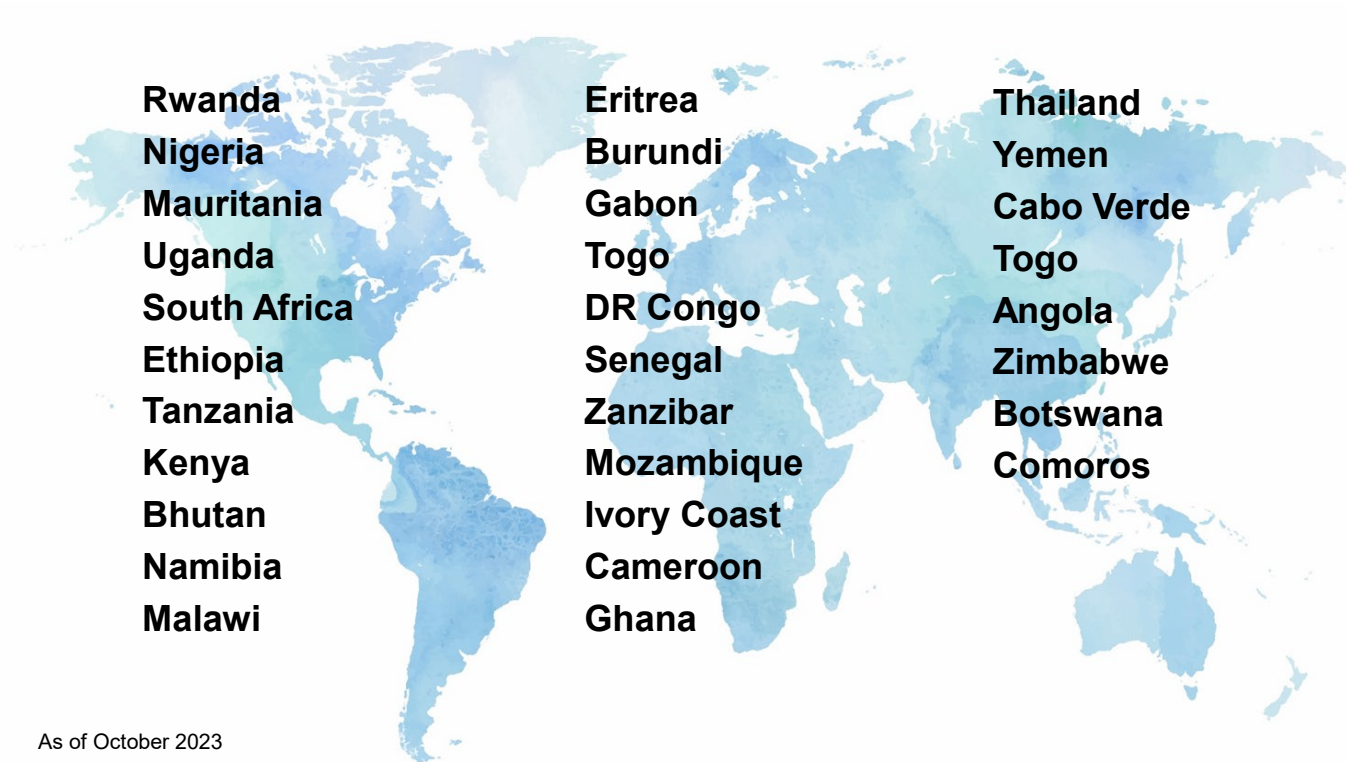 Rwanda
Nigeria
Mauritania
Uganda
South Africa
Ethiopia
Tanzania
Kenya
Bhutan
Namibia
Malawi
Eritrea
Burundi
Gabon
Togo
DR Congo
Senegal
Zanzibar
Mozambique
Ivory Coast
Cameroon
Ghana
Thailand
Yemen
Cabo Verde
Togo
Angola
Zimbabwe
Botswana
Comoros
As of October 2023